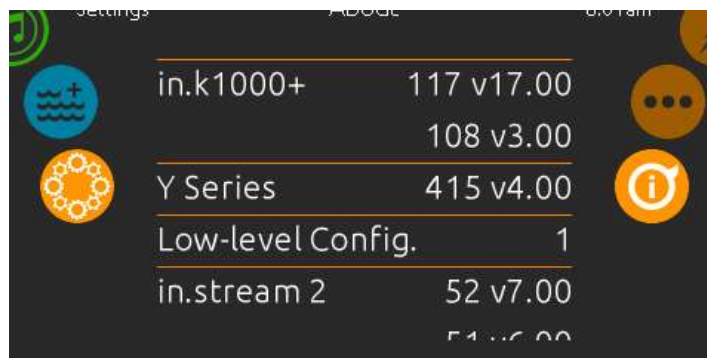 Settings
in.k1000+ 117 v17.00
108 v3.00
Y Series 415 v4.00
Low-level Config. 1
in.stream 2 52 v7.00